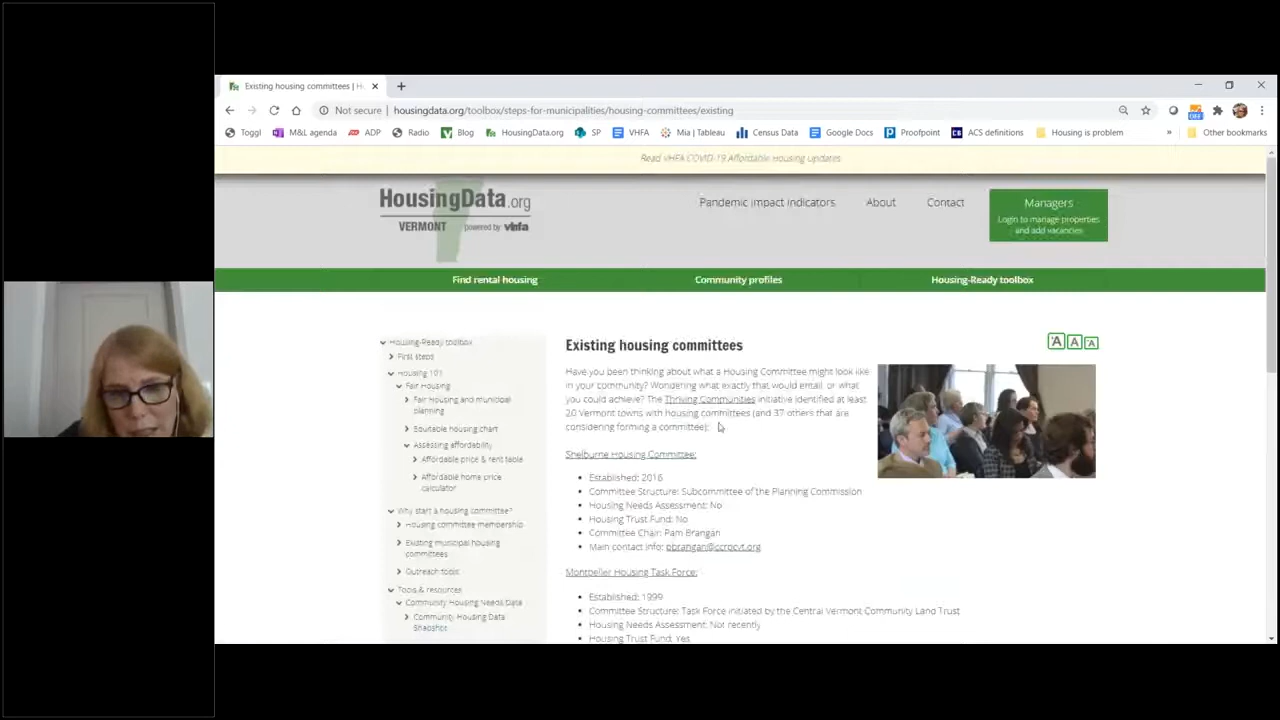 Existing housing committees | H
Not secure | housingdata.org/toolbox/steps-for-municipalities/housing-committees/existing
Toggl M&L agenda ADP Radio Blog HousingData.org SP VHFA Mia | Tableau Census Data Google Docs Proofpoint ACS definitions Housing is problem » Other bookmarks
Read VHFA COVID-19 Affordable Housing updates
HousingData.org
VERMONT powered by vhfa
Pandemic impact indicators About Contact
Managers
Login to manage properties
and add vacancies
Find rental housing Community profiles Housing-Ready toolbox
Housing-Ready toolbox
First steps
Housing 101
Fair Housing
Fair Housing and municipal
planning
Equitable housing chart
Assessing affordability
Affordable price & rent table
Affordable home price
calculator
Why start a housing committee?
Housing committee membership
Existing municipal housing
committees
Outreach tools
Tools & resources
Community Housing Needs Data
Community Housing Data
Snapshot
Existing housing committees
A A A
Have you been thinking about what a Housing Committee might look like
in your community? Wondering what exactly that would email, or what
you could achieve? The Thriving Communities initiative identified at least
20 Vermont towns with housing committees (and 37 others that are
considering forming a committee):
Shelburne Housing Committee:
Established: 2016
Committee Structure: Subcommittee of the Planning Commission
Housing Needs Assessment: No
Housing Trust Fund: No
Committee Chair: Pam Brangan
Main contact info: pbrangan@ccrpcvt.org
Montpelier Housing Task Force:
Established: 1999
Committee Structure: Task Force initiated by the Central Vermont Community Land Trust
Housing Needs Assessment: Not recently
Housing Trust Fund: Yes